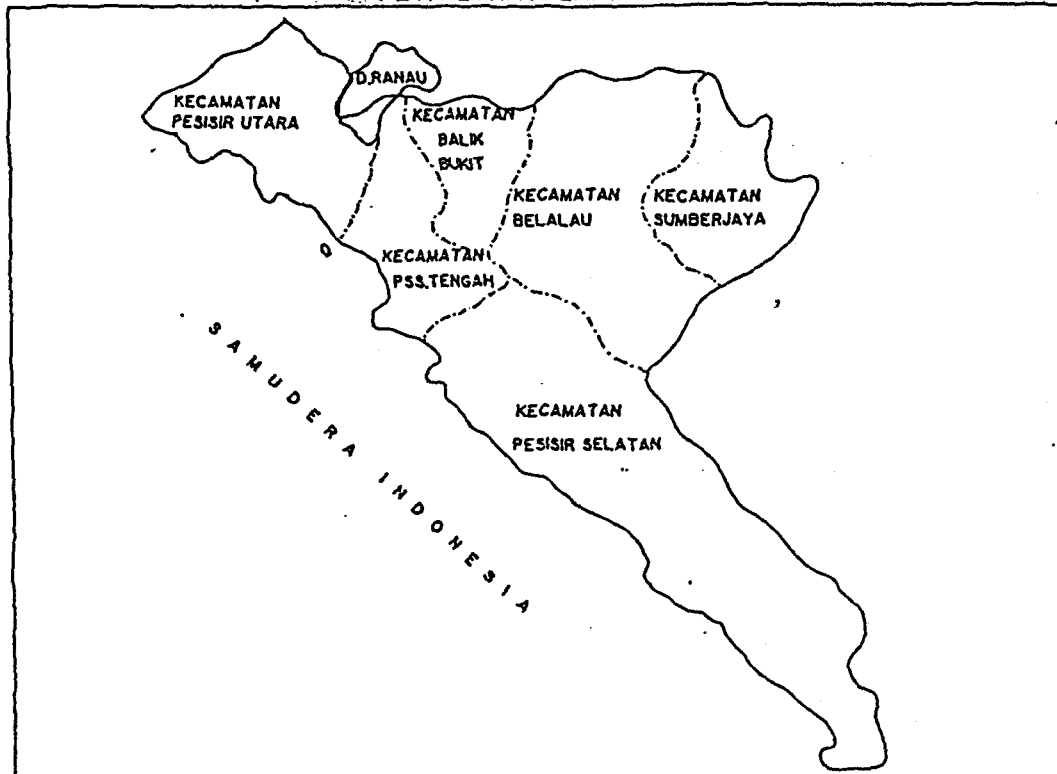 D.RANAU
KECAMATAN
PESISIR UTARA
KECAMATAN
BALIK
BUKIT
KECAMATAN
BELALAU
KECAMATAN
SUMBERJAYA
KECAMATAN
PSS.TENGAH
KECAMATAN
PESISIR SELATAN
SAMUDERA INDONESIA